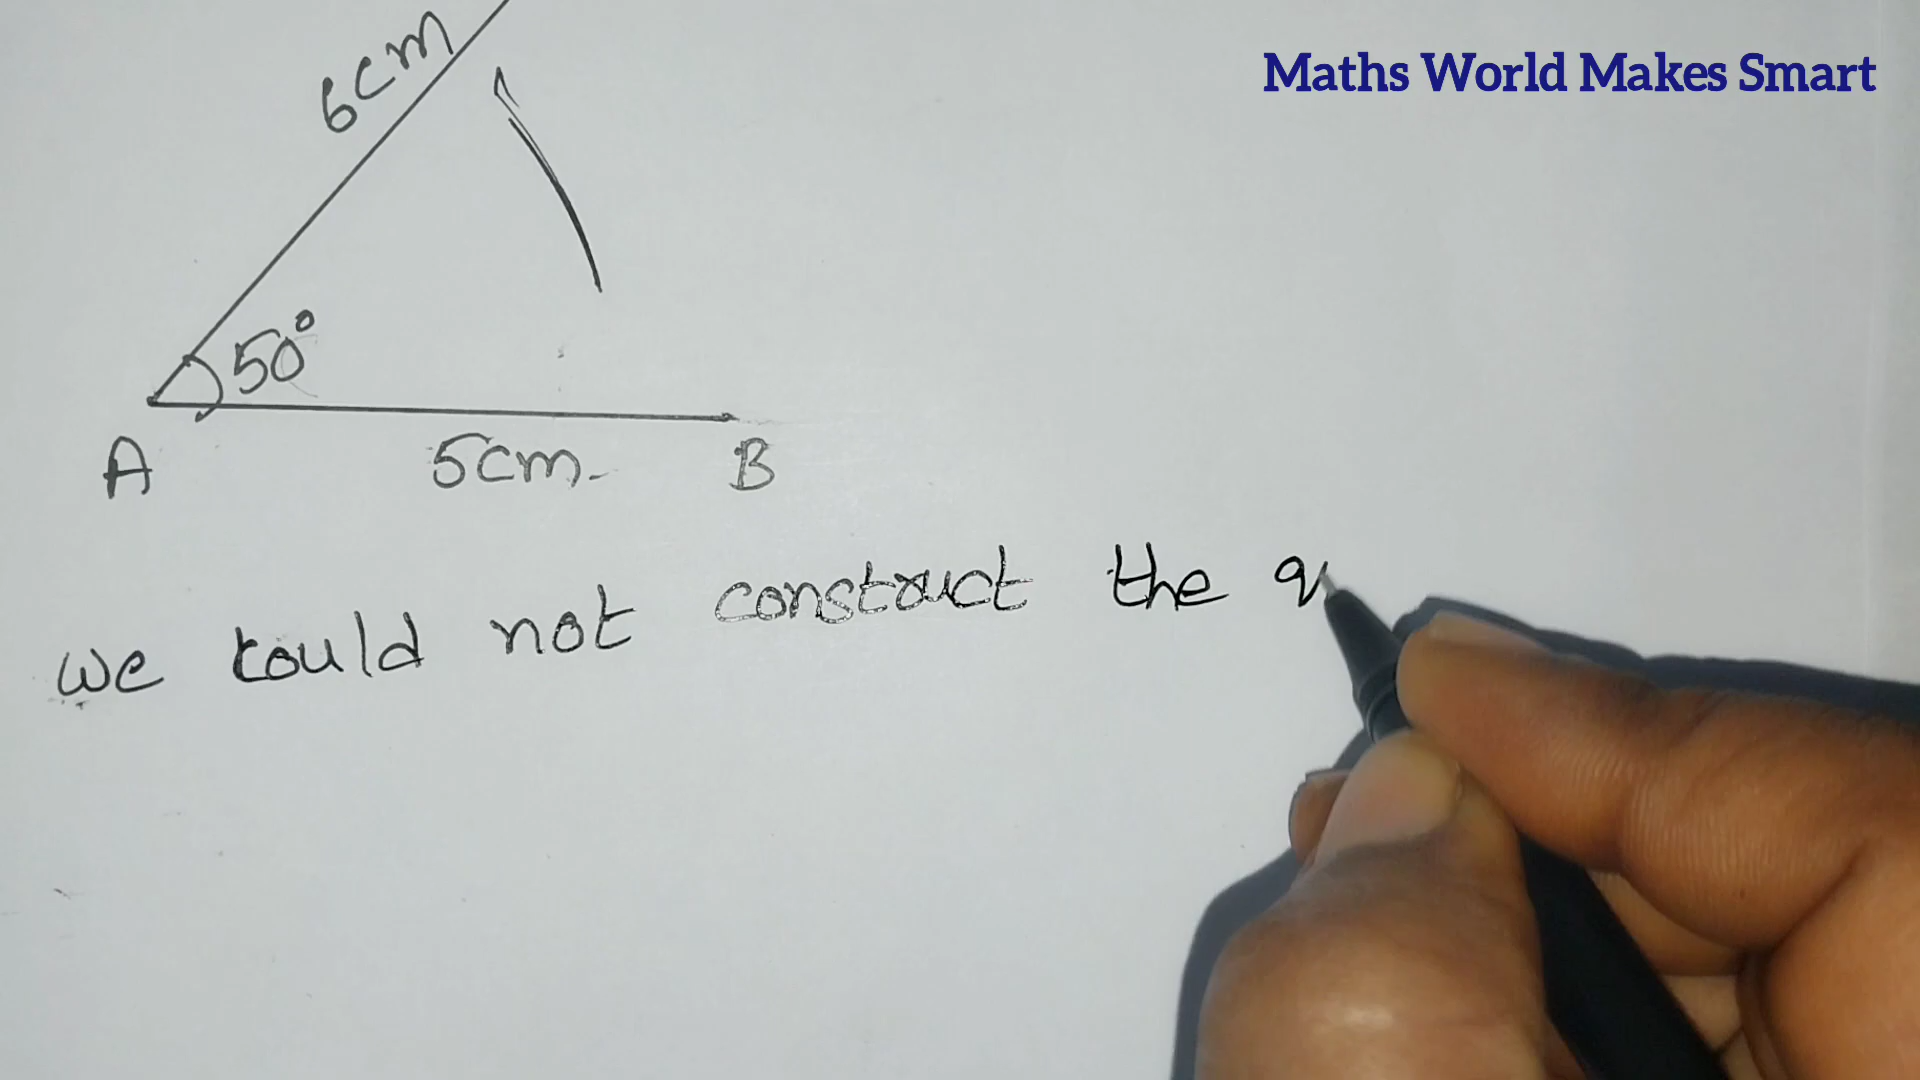 Maths World Makes Smart
6cm
50°
A 5cm. B
we could not construct the q